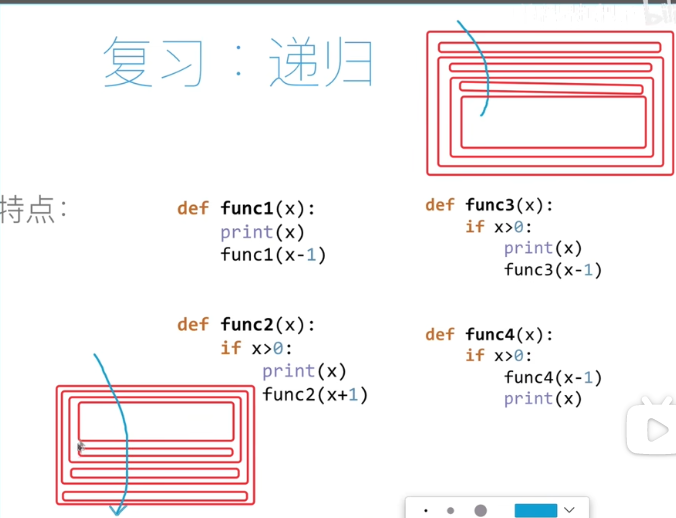 复习：递归
特点：
def func1(x):
    print(x)
    func1(x-1)
def func2(x):
    if x>0:
        print(x)
        func2(x+1)
def func3(x):
    if x>0:
        print(x)
        func3(x-1)
def func4(x):
    if x>0:
        func4(x-1)
        print(x)